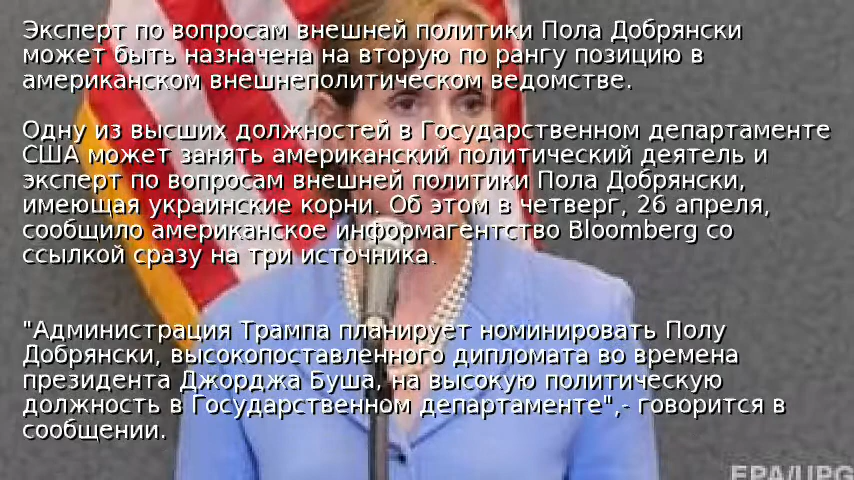 Эксперт по вопросам внешней политики Пола Добрянски
может быть назначена на вторую по рангу позицию в
американском внешнеполитическом ведомстве.
Одну из высших должностей в Государственном департаменте
США может занять американский политический деятель и
эксперт по вопросам внешней политики Пола Добрянски,
имеющая украинские корни. Об этом в четверг, 26 апреля,
сообщило американское информагентство Bloomberg со
ссылкой сразу на три источника.
"Администрация Трампа планирует номинировать Полу
Добрянски, высокопоставленного дипломата во времена
президента Джорджа Буша, на высокую политическую
должность в Государственном департаменте",- говорится в
сообщении.
EPA/UPG